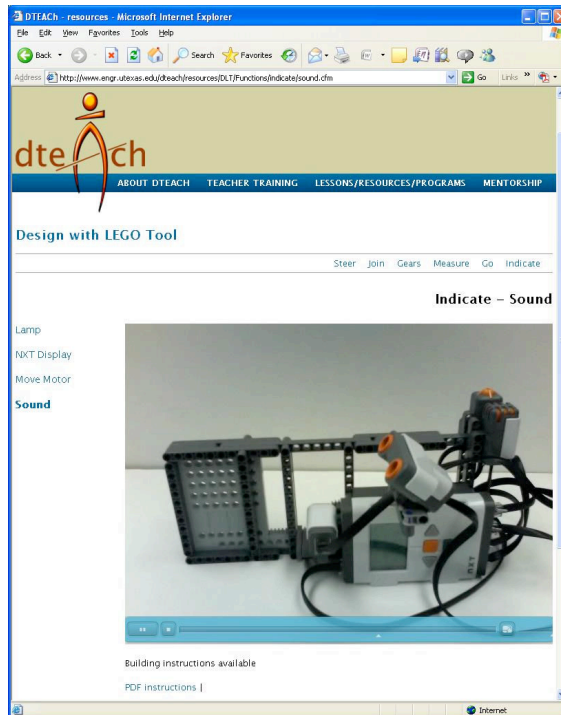 DTEACh - resources - Microsoft Internet Explorer
File Edit View Favorites Tools Help
Back Search Favorites
Address http://www.engr.utexas.edu/dteach/resources/DLT/Functions/Indicate/sound.cfm Go Links »
dteach
ABOUT DTEACH TEACHER TRAINING LESSONS/RESOURCES/PROGRAMS MENTORSHIP
Design with LEGO Tool
Steer Join Gears Measure Go Indicate
Indicate – Sound
Lamp
NXT Display
Move Motor
Sound
NXT
Building instructions available
PDF instructions |
Internet